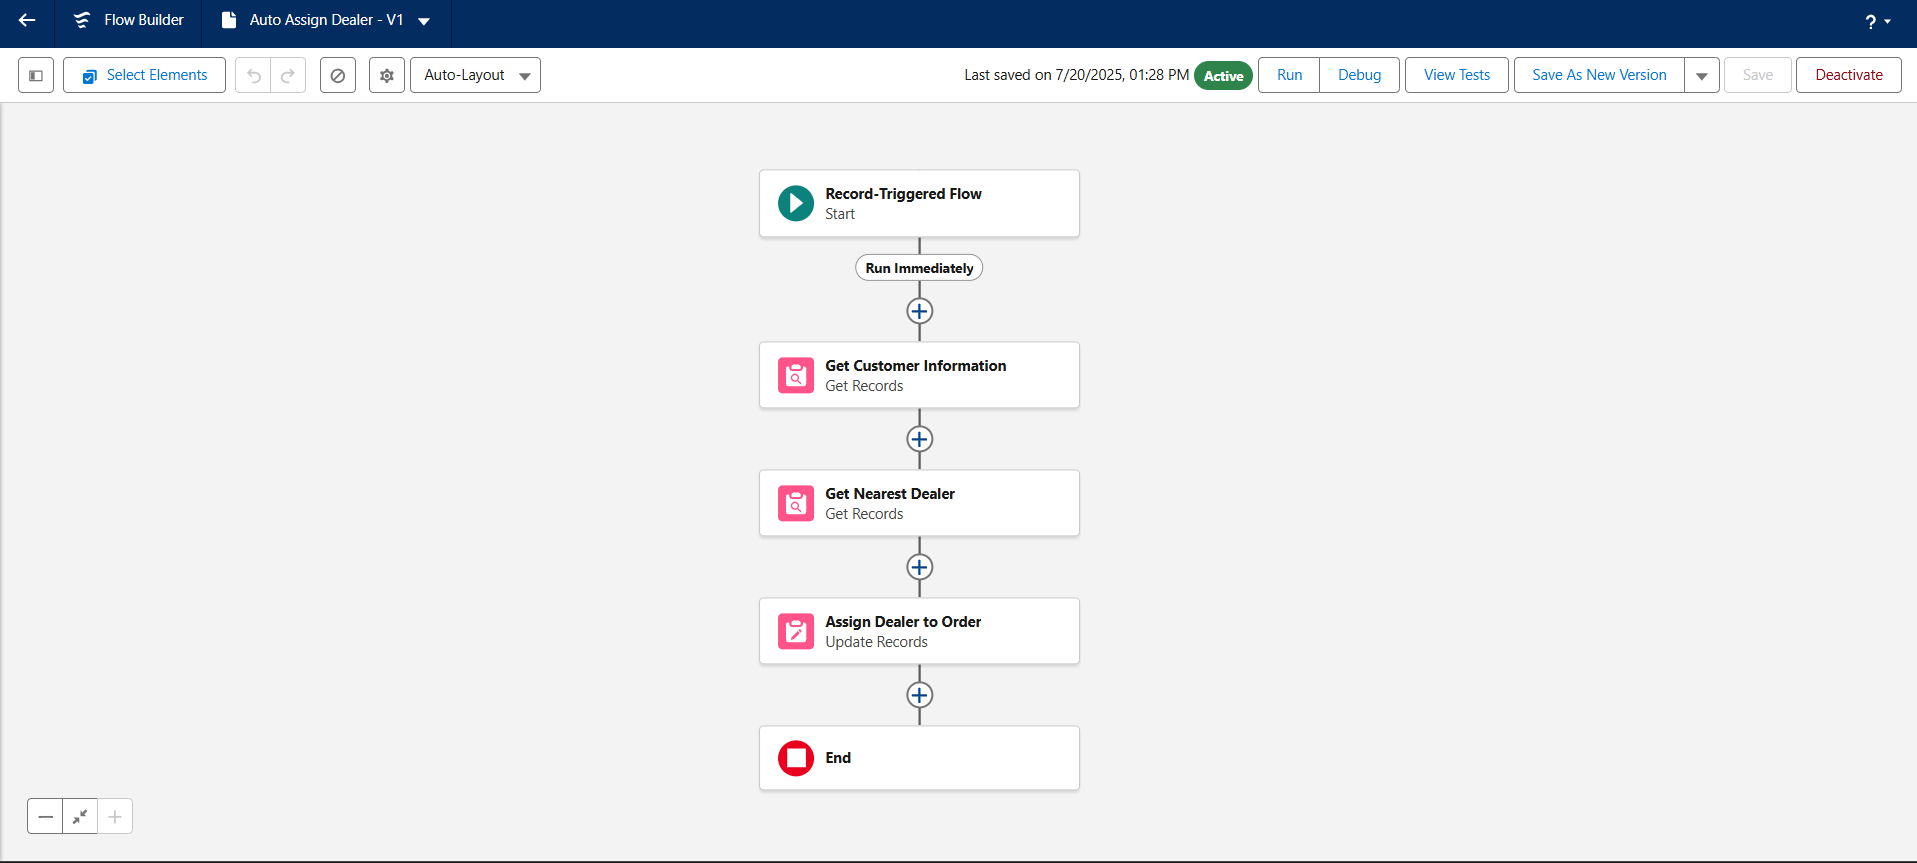 Flow Builder
Auto Assign Dealer - V1
?
Select Elements
Auto-Layout
Last saved on 7/20/2025, 01:28 PM
Active
Run
Debug
View Tests
Save As New Version
Save
Deactivate
Record-Triggered Flow
Start
Run Immediately
Get Customer Information
Get Records
Get Nearest Dealer
Get Records
Assign Dealer to Order
Update Records
End